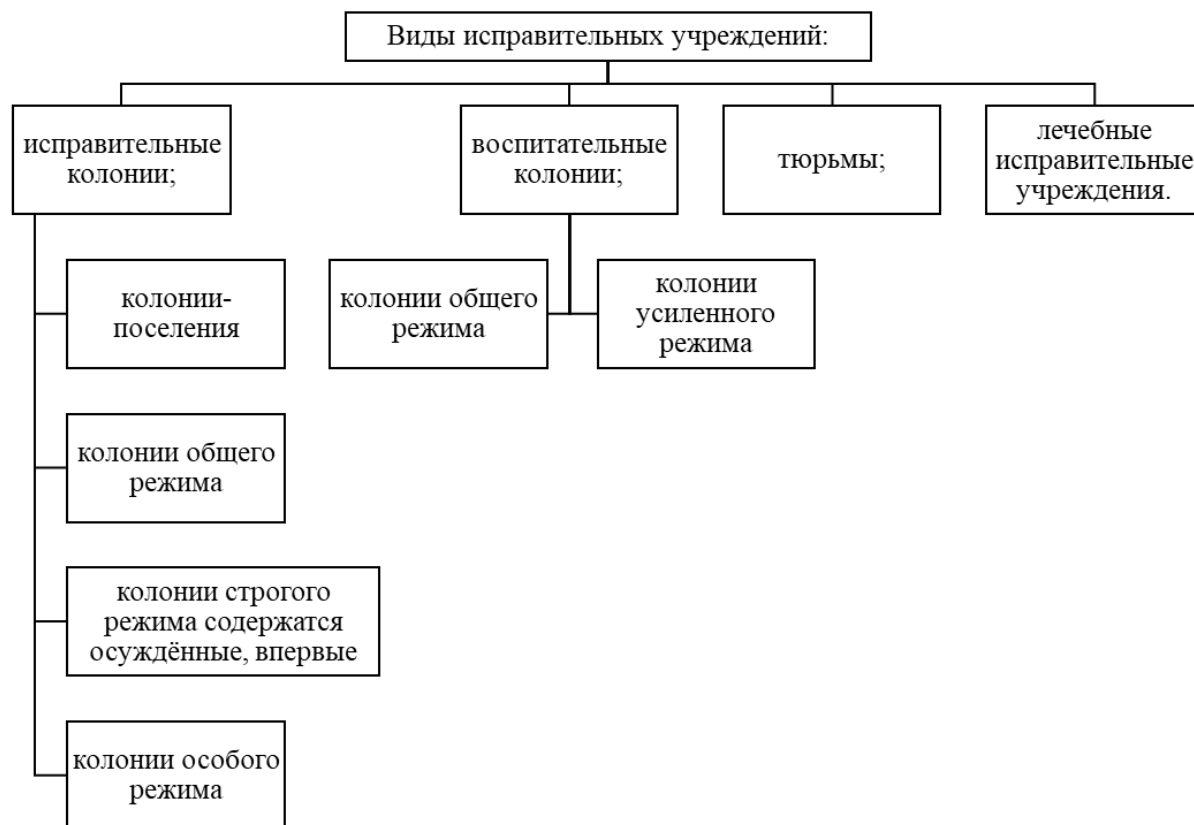 Виды исправительных учреждений:
исправительные
колонии;
воспитательные
колонии;
тюрьмы;
лечебные
исправительные
учреждения.
колонии-
поселения
колонии общего
режима
колонии
усиленного
режима
колонии общего
режима
колонии строгого
режима содержатся
осуждённые, впервые
колонии особого
режима